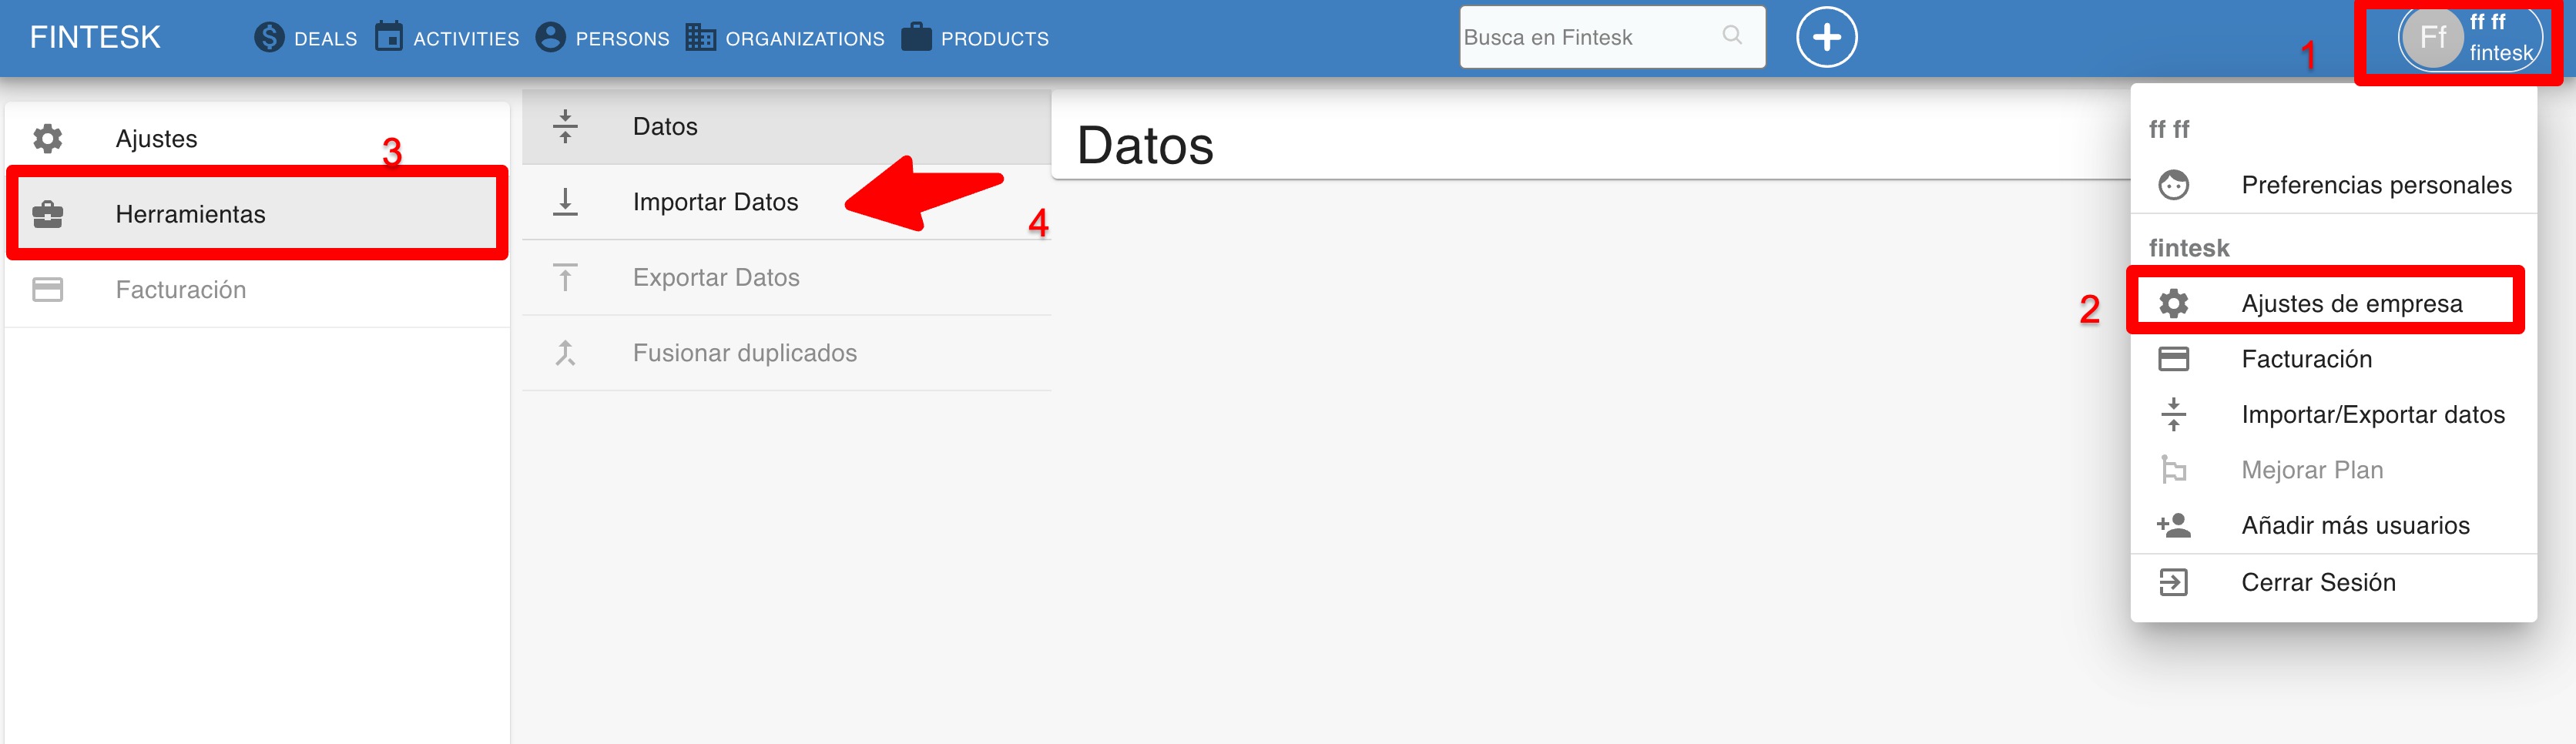 FINTESK
DEALS
ACTIVITIES
PERSONS
ORGANIZATIONS
PRODUCTS
Busca en Fintesk
1
Ff
ff ff
fintesk
Ajustes
3
Herramientas
Facturación
Datos
Importar Datos
4
Exportar Datos
Fusionar duplicados
Datos
ff ff
Preferencias personales
fintesk
2
Ajustes de empresa
Facturación
Importar/Exportar datos
Mejorar Plan
Añadir más usuarios
Cerrar Sesión